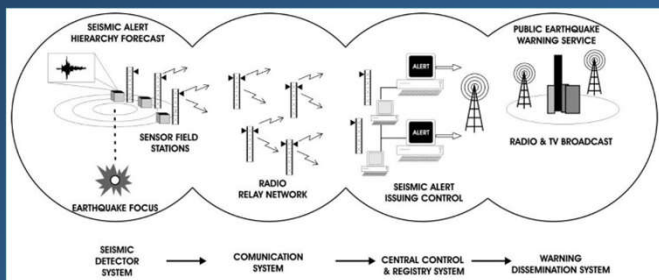 SEISMIC ALERT
HIERARCHY FORECAST
SENSOR FIELD
STATIONS
EARTHQUAKE FOCUS
RADIO
RELAY NETWORK
ALERT
ALERT
SEISMIC ALERT
ISSUING CONTROL
PUBLIC EARTHQUAKE
WARNING SERVICE
RADIO & TV BROADCAST
SEISMIC
DETECTOR
SYSTEM
COMUNICATION
SYSTEM
CENTRAL CONTROL
& REGISTRY SYSTEM
WARNING
DISSEMINATION SYSTEM